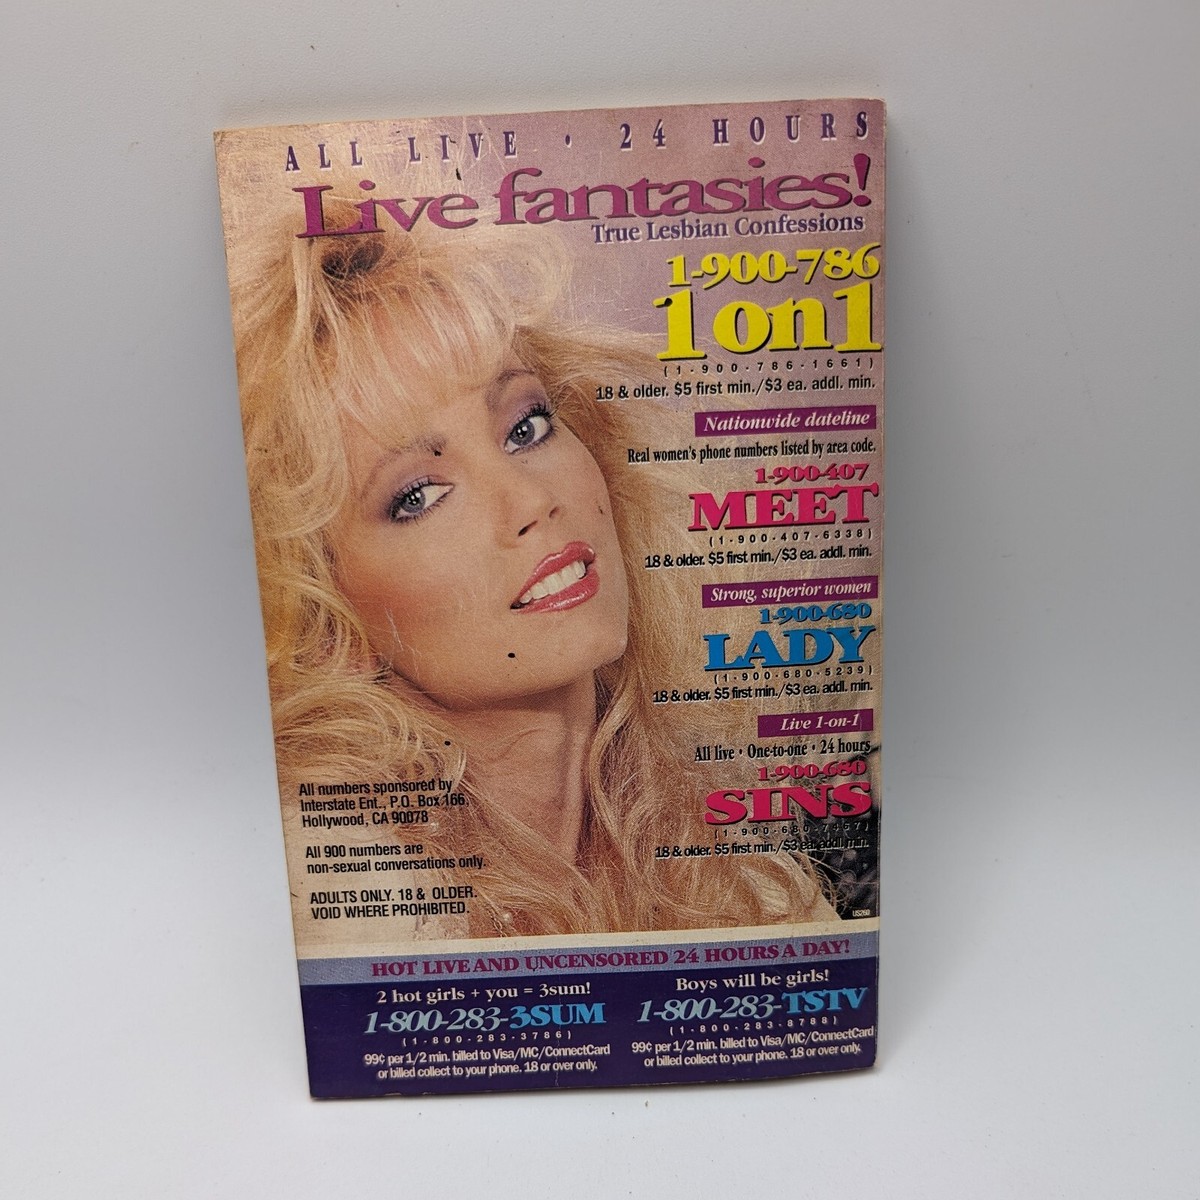 ALL LIVE • 24 HOURS
Live fantasies!
True Lesbian Confessions
1-900-786
1on1
(1-900-786-1661)
18 & older. $5 first min./$3 ea. addl. min.
Nationwide dateline
Real women's phone numbers listed by area code.
1-900-407
MEET
(1-900-407-6338)
18 & older. $5 first min./$3 ea. addl. min.
Strong, superior women
1-900-680
LADY
(1-900-680-5239)
18 & older. $5 first min./$3 ea. addl. min.
Live 1-on-1
All live • One-to-one • 24 hours
1-900-680
SINS
(1-900-680-7467)
18 & older. $5 first min./$3 ea. addl. min.
All numbers sponsored by
Interstate Ent., P.O. Box 166,
Hollywood, CA 90078
All 900 numbers are
non-sexual conversations only.
ADULTS ONLY. 18 & OLDER.
VOID WHERE PROHIBITED.
HOT LIVE AND UNCENSORED 24 HOURS A DAY!
2 hot girls + you = 3sum!
1-800-283-3SUM
(1-800-283-3786)
99¢ per 1/2 min. billed to Visa/MC/ConnectCard
or billed collect to your phone. 18 or over only.
Boys will be girls!
1-800-283-TSTV
(1-800-283-8788)
99¢ per 1/2 min. billed to Visa/MC/ConnectCard
or billed collect to your phone. 18 or over only.